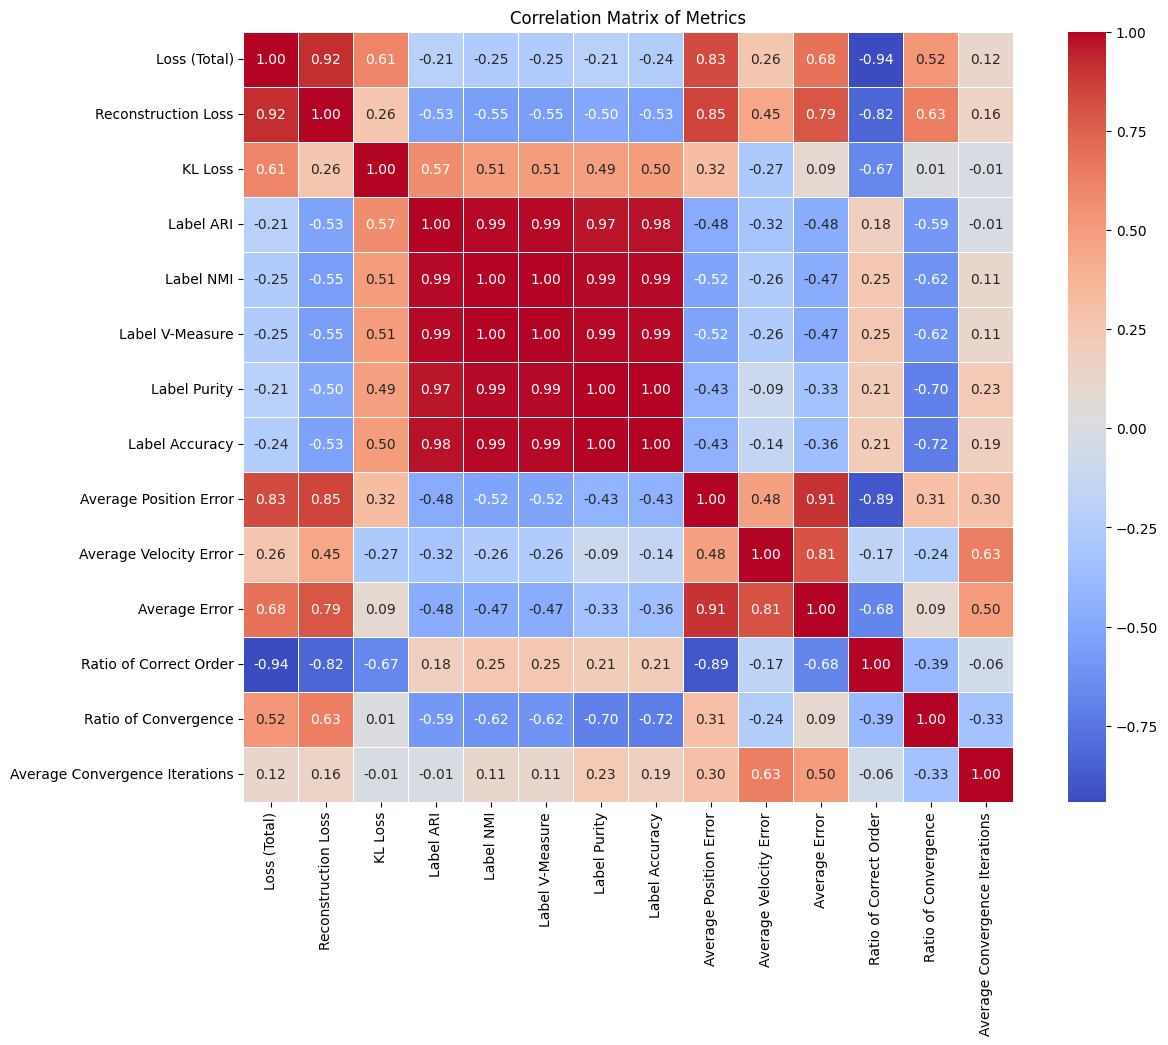 Correlation Matrix of Metrics
Loss (Total) 1.00 0.92 0.61 -0.21 -0.25 -0.25 -0.21 -0.24 0.83 0.26 0.68 -0.94 0.52 0.12
Reconstruction Loss 0.92 1.00 0.26 -0.53 -0.55 -0.55 -0.50 -0.53 0.85 0.45 0.79 -0.82 0.63 0.16
KL Loss 0.61 0.26 1.00 0.57 0.51 0.51 0.49 0.50 0.32 -0.27 0.09 -0.67 0.01 -0.01
Label ARI -0.21 -0.53 0.57 1.00 0.99 0.99 0.97 0.98 -0.48 -0.32 -0.48 0.18 -0.59 -0.01
Label NMI -0.25 -0.55 0.51 0.99 1.00 1.00 0.99 0.99 -0.52 -0.26 -0.47 0.25 -0.62 0.11
Label V-Measure -0.25 -0.55 0.51 0.99 1.00 1.00 0.99 0.99 -0.52 -0.26 -0.47 0.25 -0.62 0.11
Label Purity -0.21 -0.50 0.49 0.97 0.99 0.99 1.00 1.00 -0.43 -0.09 -0.33 0.21 -0.70 0.23
Label Accuracy -0.24 -0.53 0.50 0.98 0.99 0.99 1.00 1.00 -0.43 -0.14 -0.36 0.21 -0.72 0.19
Average Position Error 0.83 0.85 0.32 -0.48 -0.52 -0.52 -0.43 -0.43 1.00 0.48 0.91 -0.89 0.31 0.30
Average Velocity Error 0.26 0.45 -0.27 -0.32 -0.26 -0.26 -0.09 -0.14 0.48 1.00 0.81 -0.17 -0.24 0.63
Average Error 0.68 0.79 0.09 -0.48 -0.47 -0.47 -0.33 -0.36 0.91 0.81 1.00 -0.68 0.09 0.50
Ratio of Correct Order -0.94 -0.82 -0.67 0.18 0.25 0.25 0.21 0.21 -0.89 -0.17 -0.68 1.00 -0.39 -0.06
Ratio of Convergence 0.52 0.63 0.01 -0.59 -0.62 -0.62 -0.70 -0.72 0.31 -0.24 0.09 -0.39 1.00 -0.33
Average Convergence Iterations 0.12 0.16 -0.01 -0.01 0.11 0.11 0.23 0.19 0.30 0.63 0.50 -0.06 -0.33 1.00
Loss (Total)
Reconstruction Loss
KL Loss
Label ARI
Label NMI
Label V-Measure
Label Purity
Label Accuracy
Average Position Error
Average Velocity Error
Average Error
Ratio of Correct Order
Ratio of Convergence
Average Convergence Iterations
1.00
0.75
0.50
0.25
0.00
−0.25
−0.50
−0.75